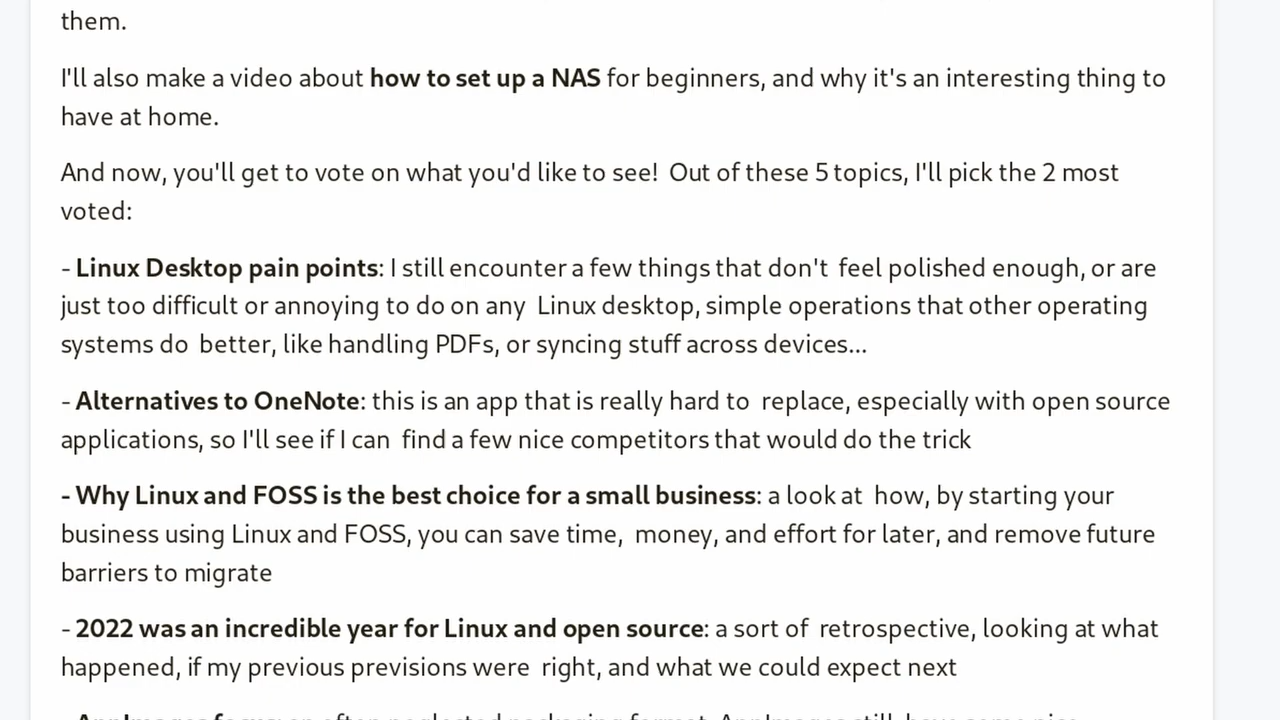 them.
I'll also make a video about how to set up a NAS for beginners, and why it's an interesting thing to
have at home.
And now, you'll get to vote on what you'd like to see!  Out of these 5 topics, I'll pick the 2 most
voted:
- Linux Desktop pain points: I still encounter a few things that don't  feel polished enough, or are
just too difficult or annoying to do on any  Linux desktop, simple operations that other operating
systems do  better, like handling PDFs, or syncing stuff across devices...
- Alternatives to OneNote: this is an app that is really hard to  replace, especially with open source
applications, so I'll see if I can  find a few nice competitors that would do the trick
- Why Linux and FOSS is the best choice for a small business: a look at  how, by starting your
business using Linux and FOSS, you can save time,  money, and effort for later, and remove future
barriers to migrate
- 2022 was an incredible year for Linux and open source: a sort of  retrospective, looking at what
happened, if my previous previsions were  right, and what we could expect next